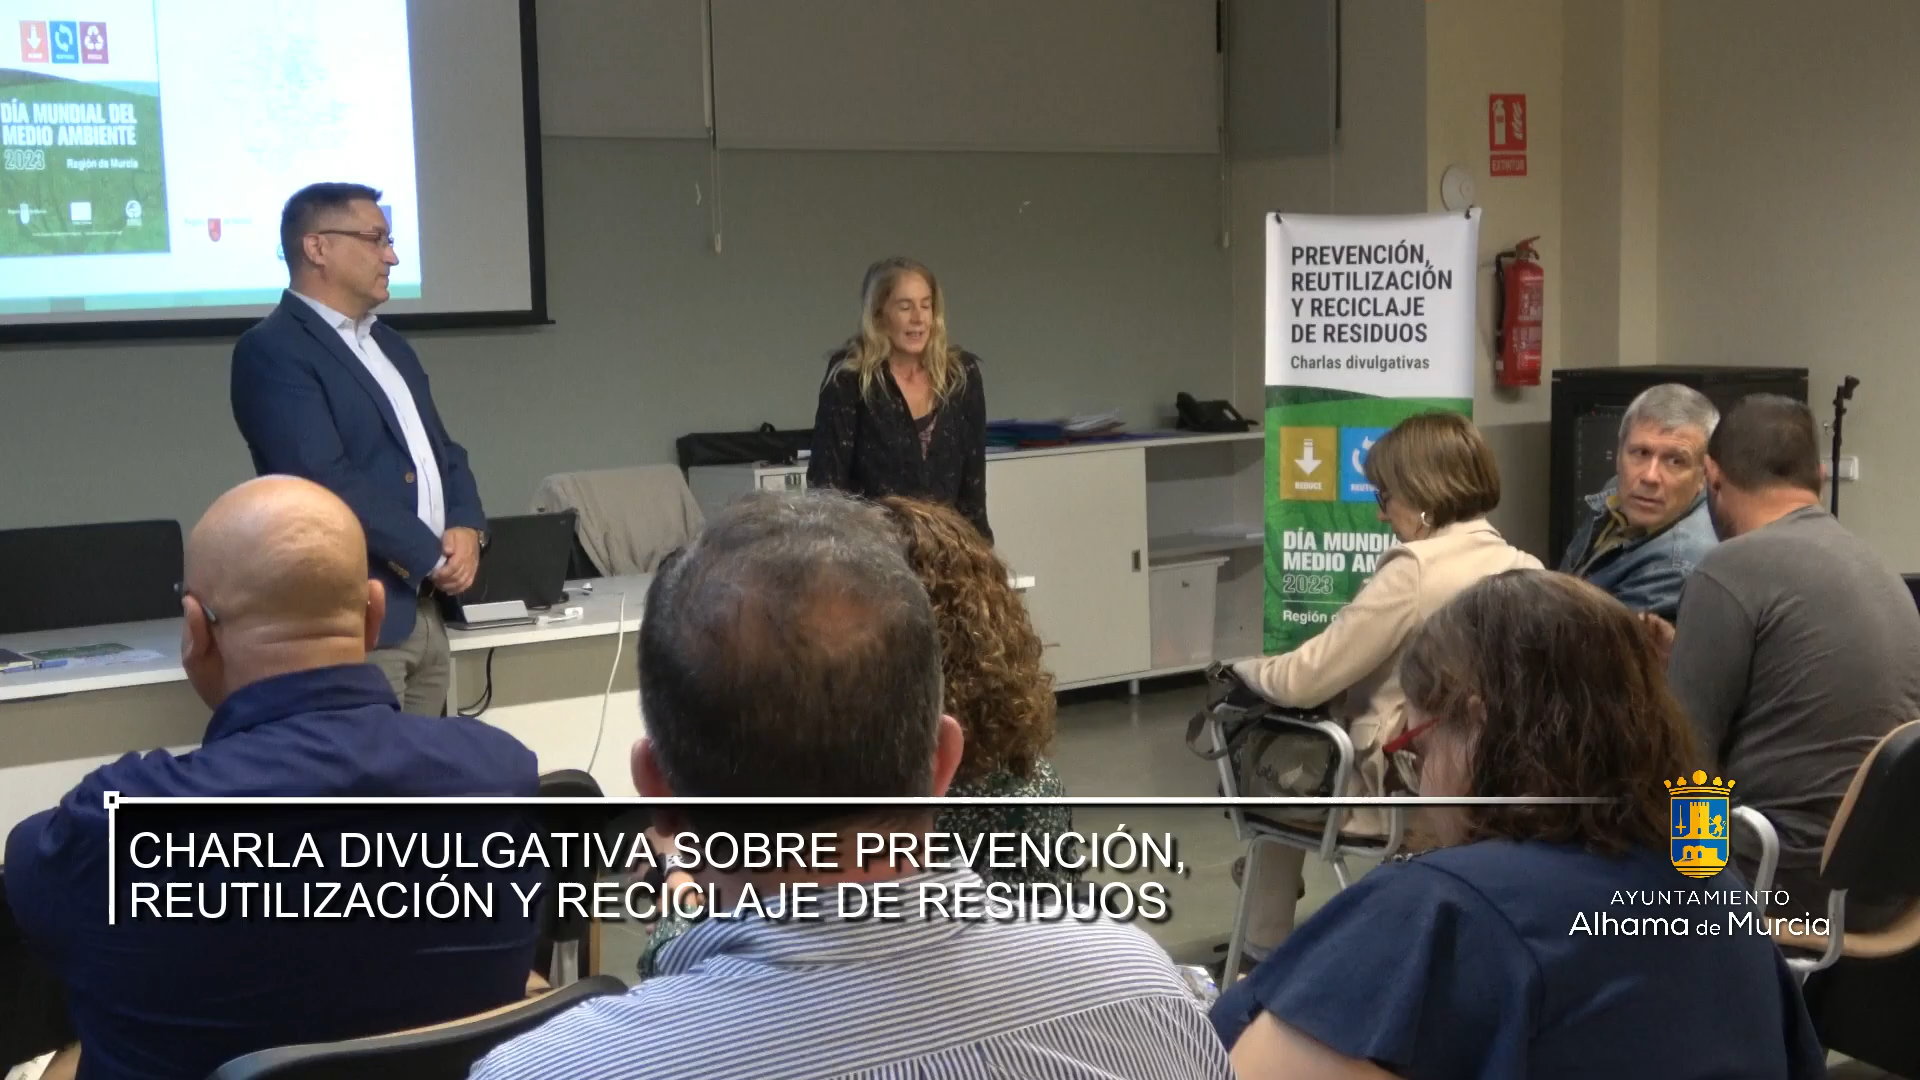 DÍA MUNDIAL DEL
MEDIO AMBIENTE
2023 Región de Murcia
EXTINTOR
PREVENCIÓN,
REUTILIZACIÓN
Y RECICLAJE
DE RESIDUOS
Charlas divulgativas
REDUCE
DÍA MUNDIA
MEDIO AM
2023
Región d
CHARLA DIVULGATIVA SOBRE PREVENCIÓN,
REUTILIZACIÓN Y RECICLAJE DE RESIDUOS
AYUNTAMIENTO
Alhama de Murcia